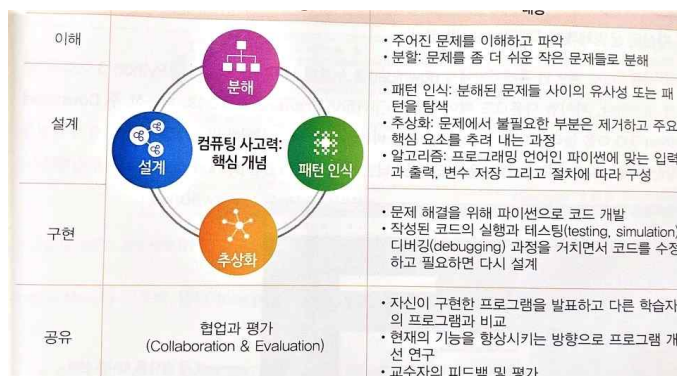 이해
설계
구현
공유
분해
설계
컴퓨팅 사고력:
핵심 개념
패턴 인식
추상화
협업과 평가
(Collaboration & Evaluation)
• 주어진 문제를 이해하고 파악
• 분할: 문제를 좀 더 쉬운 작은 문제들로 분해
• 패턴 인식: 분해된 문제들 사이의 유사성 또는 패
턴을 탐색
• 추상화: 문제에서 불필요한 부분은 제거하고 주요
핵심 요소를 추려 내는 과정
• 알고리즘: 프로그래밍 언어인 파이썬에 맞는 입력
과 출력, 변수 저장 그리고 절차에 따라 구성
• 문제 해결을 위해 파이썬으로 코드 개발
• 작성된 코드의 실행과 테스팅(testing, simulation)
디버깅(debugging) 과정을 거치면서 코드를 수정
하고 필요하면 다시 설계
• 자신이 구현한 프로그램을 발표하고 다른 학습자
의 프로그램과 비교
• 현재의 기능을 향상시키는 방향으로 프로그램 개
선 연구
• 교수자의 피드백 및 평가